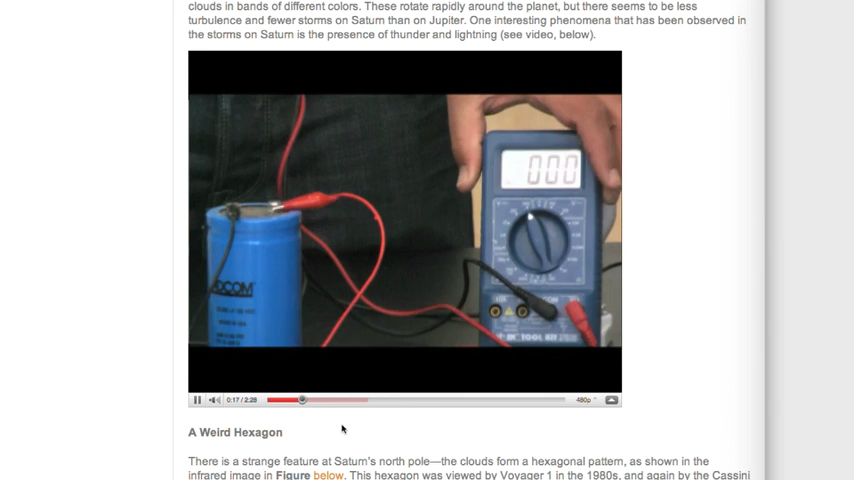 clouds in bands of different colors. These rotate rapidly around the planet, but there seems to be less
turbulence and fewer storms on Saturn than on Jupiter. One interesting phenomena that has been observed in
the storms on Saturn is the presence of thunder and lightning (see video, below).
000
0:17 / 2:28
480p
A Weird Hexagon
There is a strange feature at Saturn's north pole—the clouds form a hexagonal pattern, as shown in the
infrared image in Figure below. This hexagon was viewed by Voyager 1 in the 1980s, and again by the Cassini